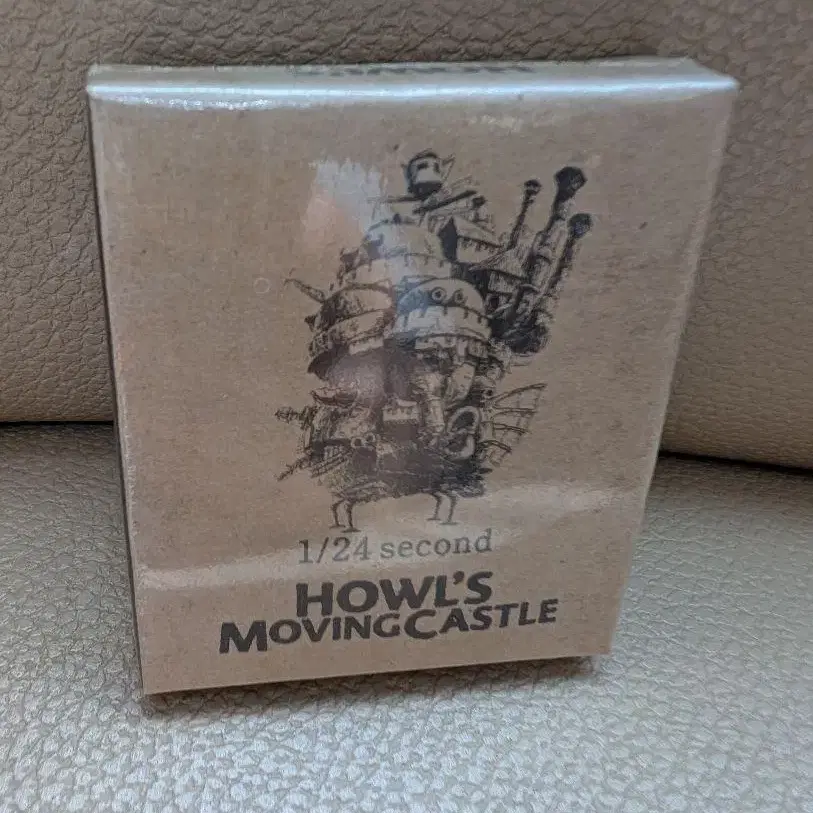 1/24 second
HOWL'S
MOVINGCASTLE